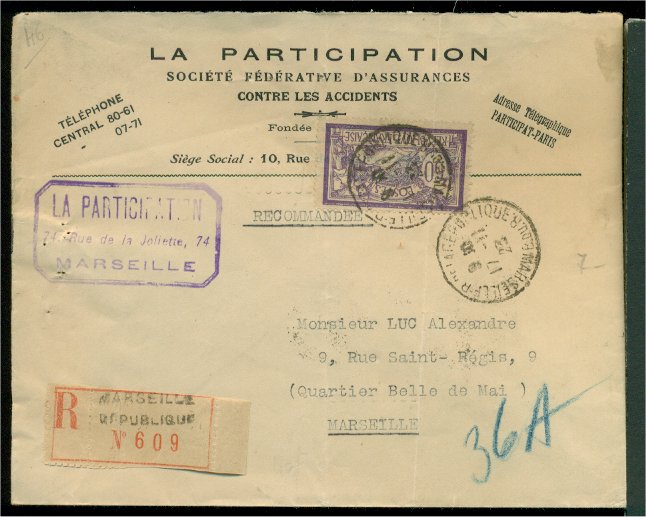 LA PARTICIPATION
SOCIÉTÉ FÉDÉRATIVE D'ASSURANCES
CONTRE LES ACCIDENTS
TÉLÉPHONE
CENTRAL 80-61
07-71
Adresse Télégraphique
PARTICIPAT-PARIS
Fondée
Siège Social : 10, Rue
LA PARTICIPATION
74, Rue de la Joliette, 74
MARSEILLE
RECOMMANDEE
MARSEILLE
7
Monsieur LUC Alexandre
9, Rue Saint- Régis, 9
(Quartier Belle de Mai )
MARSEILLE
R
MARSEILLE
REPUBLIQUE
N° 609
36A